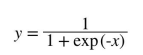 y = 1 / (1 + exp(-x))